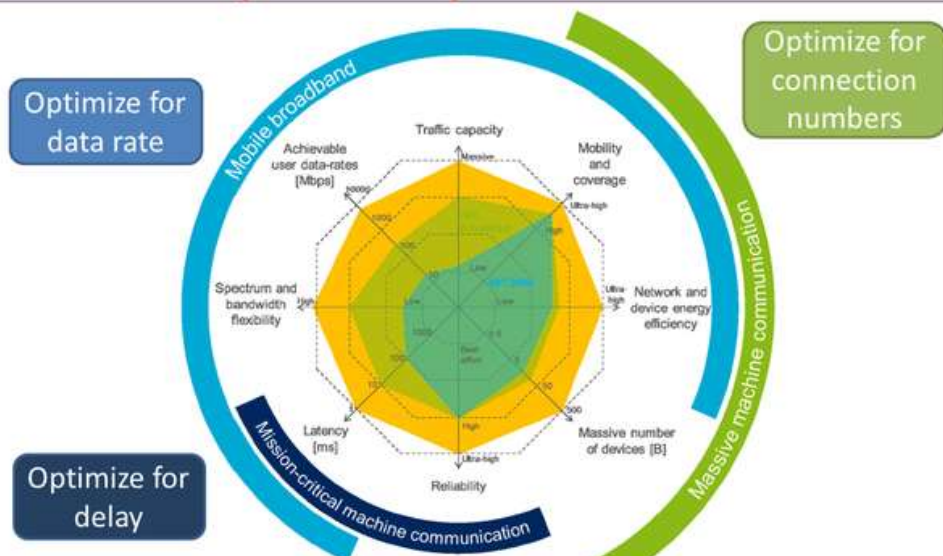 Optimize for
data rate
Optimize for
connection
numbers
Optimize for
delay
Mobile broadband
Massive machine communication
Mission-critical machine communication
Traffic capacity
Massive
Achievable
user data-rates
[Mbps]
10000
1000
100
10
Mobility
and
coverage
Ultra-high
High
Low
Spectrum and
bandwidth
flexibility
High
Low
Network and
device energy
efficiency
Ultra-
high
Low
Latency
[ms]
1
10
100
1000
Reliability
Ultra-high
High
Best
effort
Massive number
of devices [B]
500
50
5